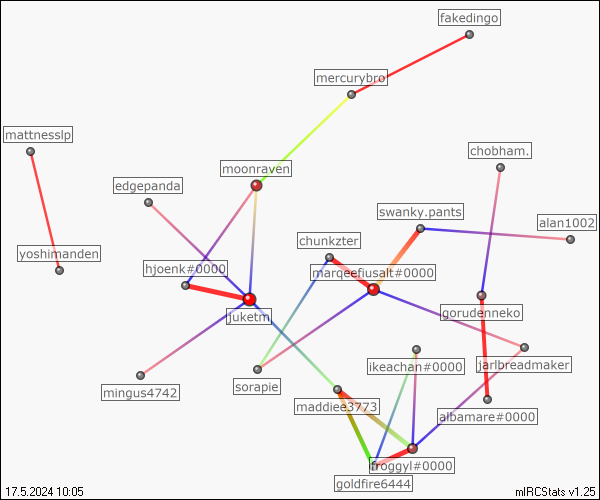 fakedingo
mercurybro
mattnesslp
chobham.
moonraven
edgepanda
swanky.pants
alan1002
chunkzter
yoshimanden
hjoenk#0000
marqeefiusalt#0000
gorudenneko
juketm
ikeachan#0000
jarlbreadmaker
sorapie
mingus4742
maddiee3773
albamare#0000
froggyl#0000
goldfire6444
17.5.2024 10:05
mIRCStats v1.25